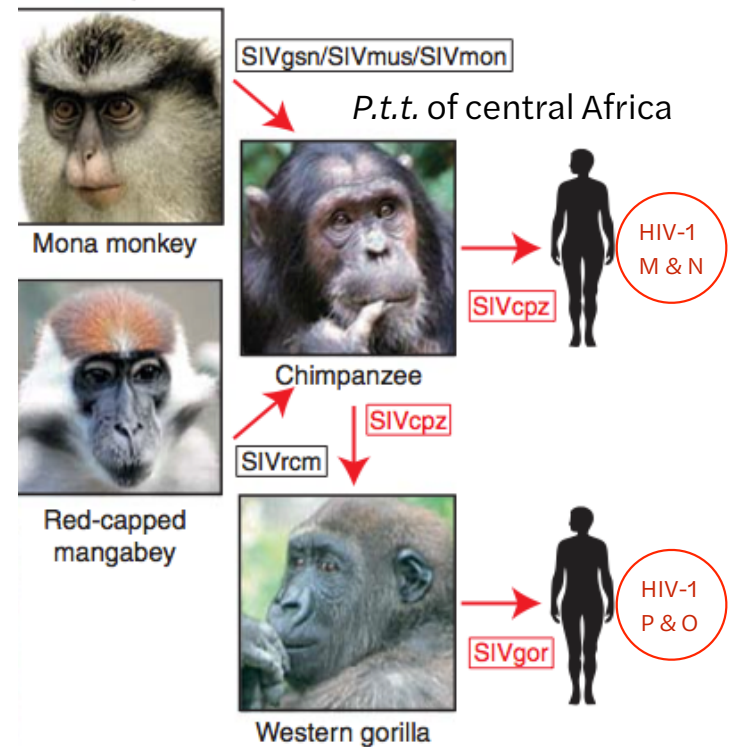 SIVgsn/SIVmus/SIVmon
P.t.t. of central Africa
Mona monkey
HIV-1
M & N
SIVcpz
Chimpanzee
SIVcpz
SIVrcm
Red-capped
mangabey
HIV-1
P & O
SIVgor
Western gorilla